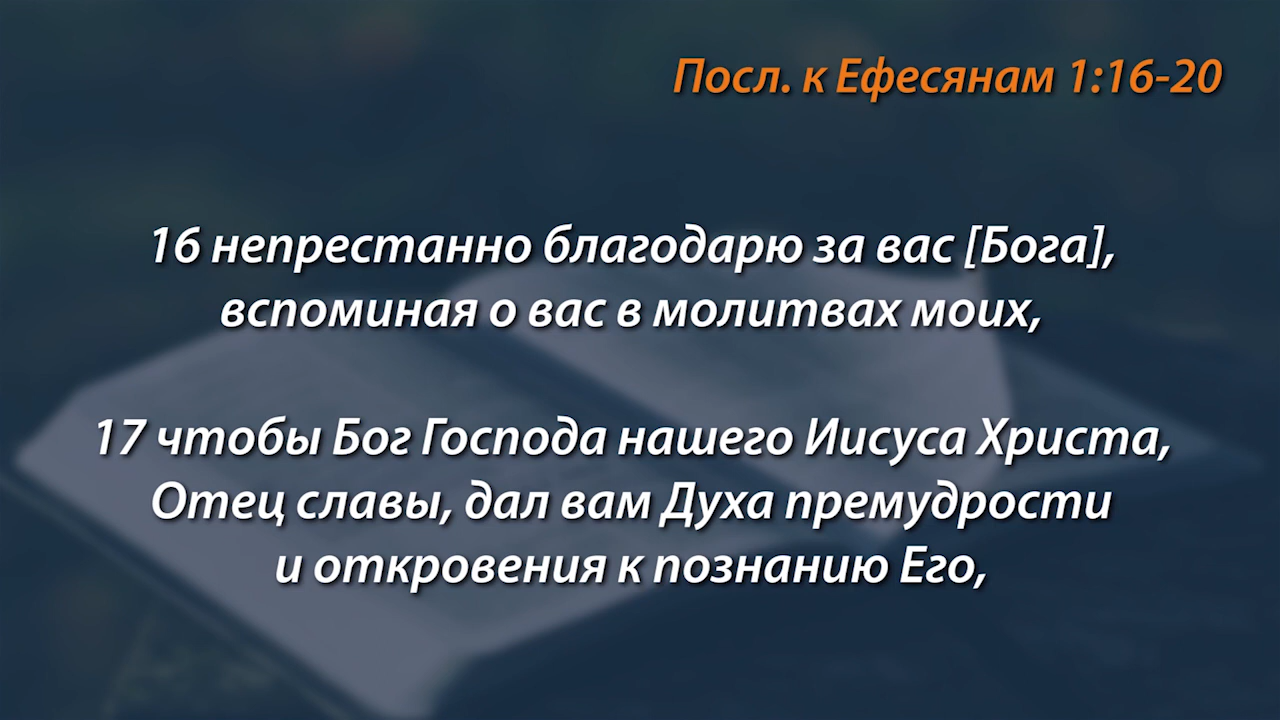 Посл. к Ефесянам 1:16-20
16 непрестанно благодарю за вас [Бога],
вспоминая о вас в молитвах моих,
17 чтобы Бог Господа нашего Иисуса Христа,
Отец славы, дал вам Духа премудрости
и откровения к познанию Его,